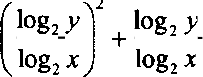 (log₂ y / log₂ x)² + log₂ y / log₂ x